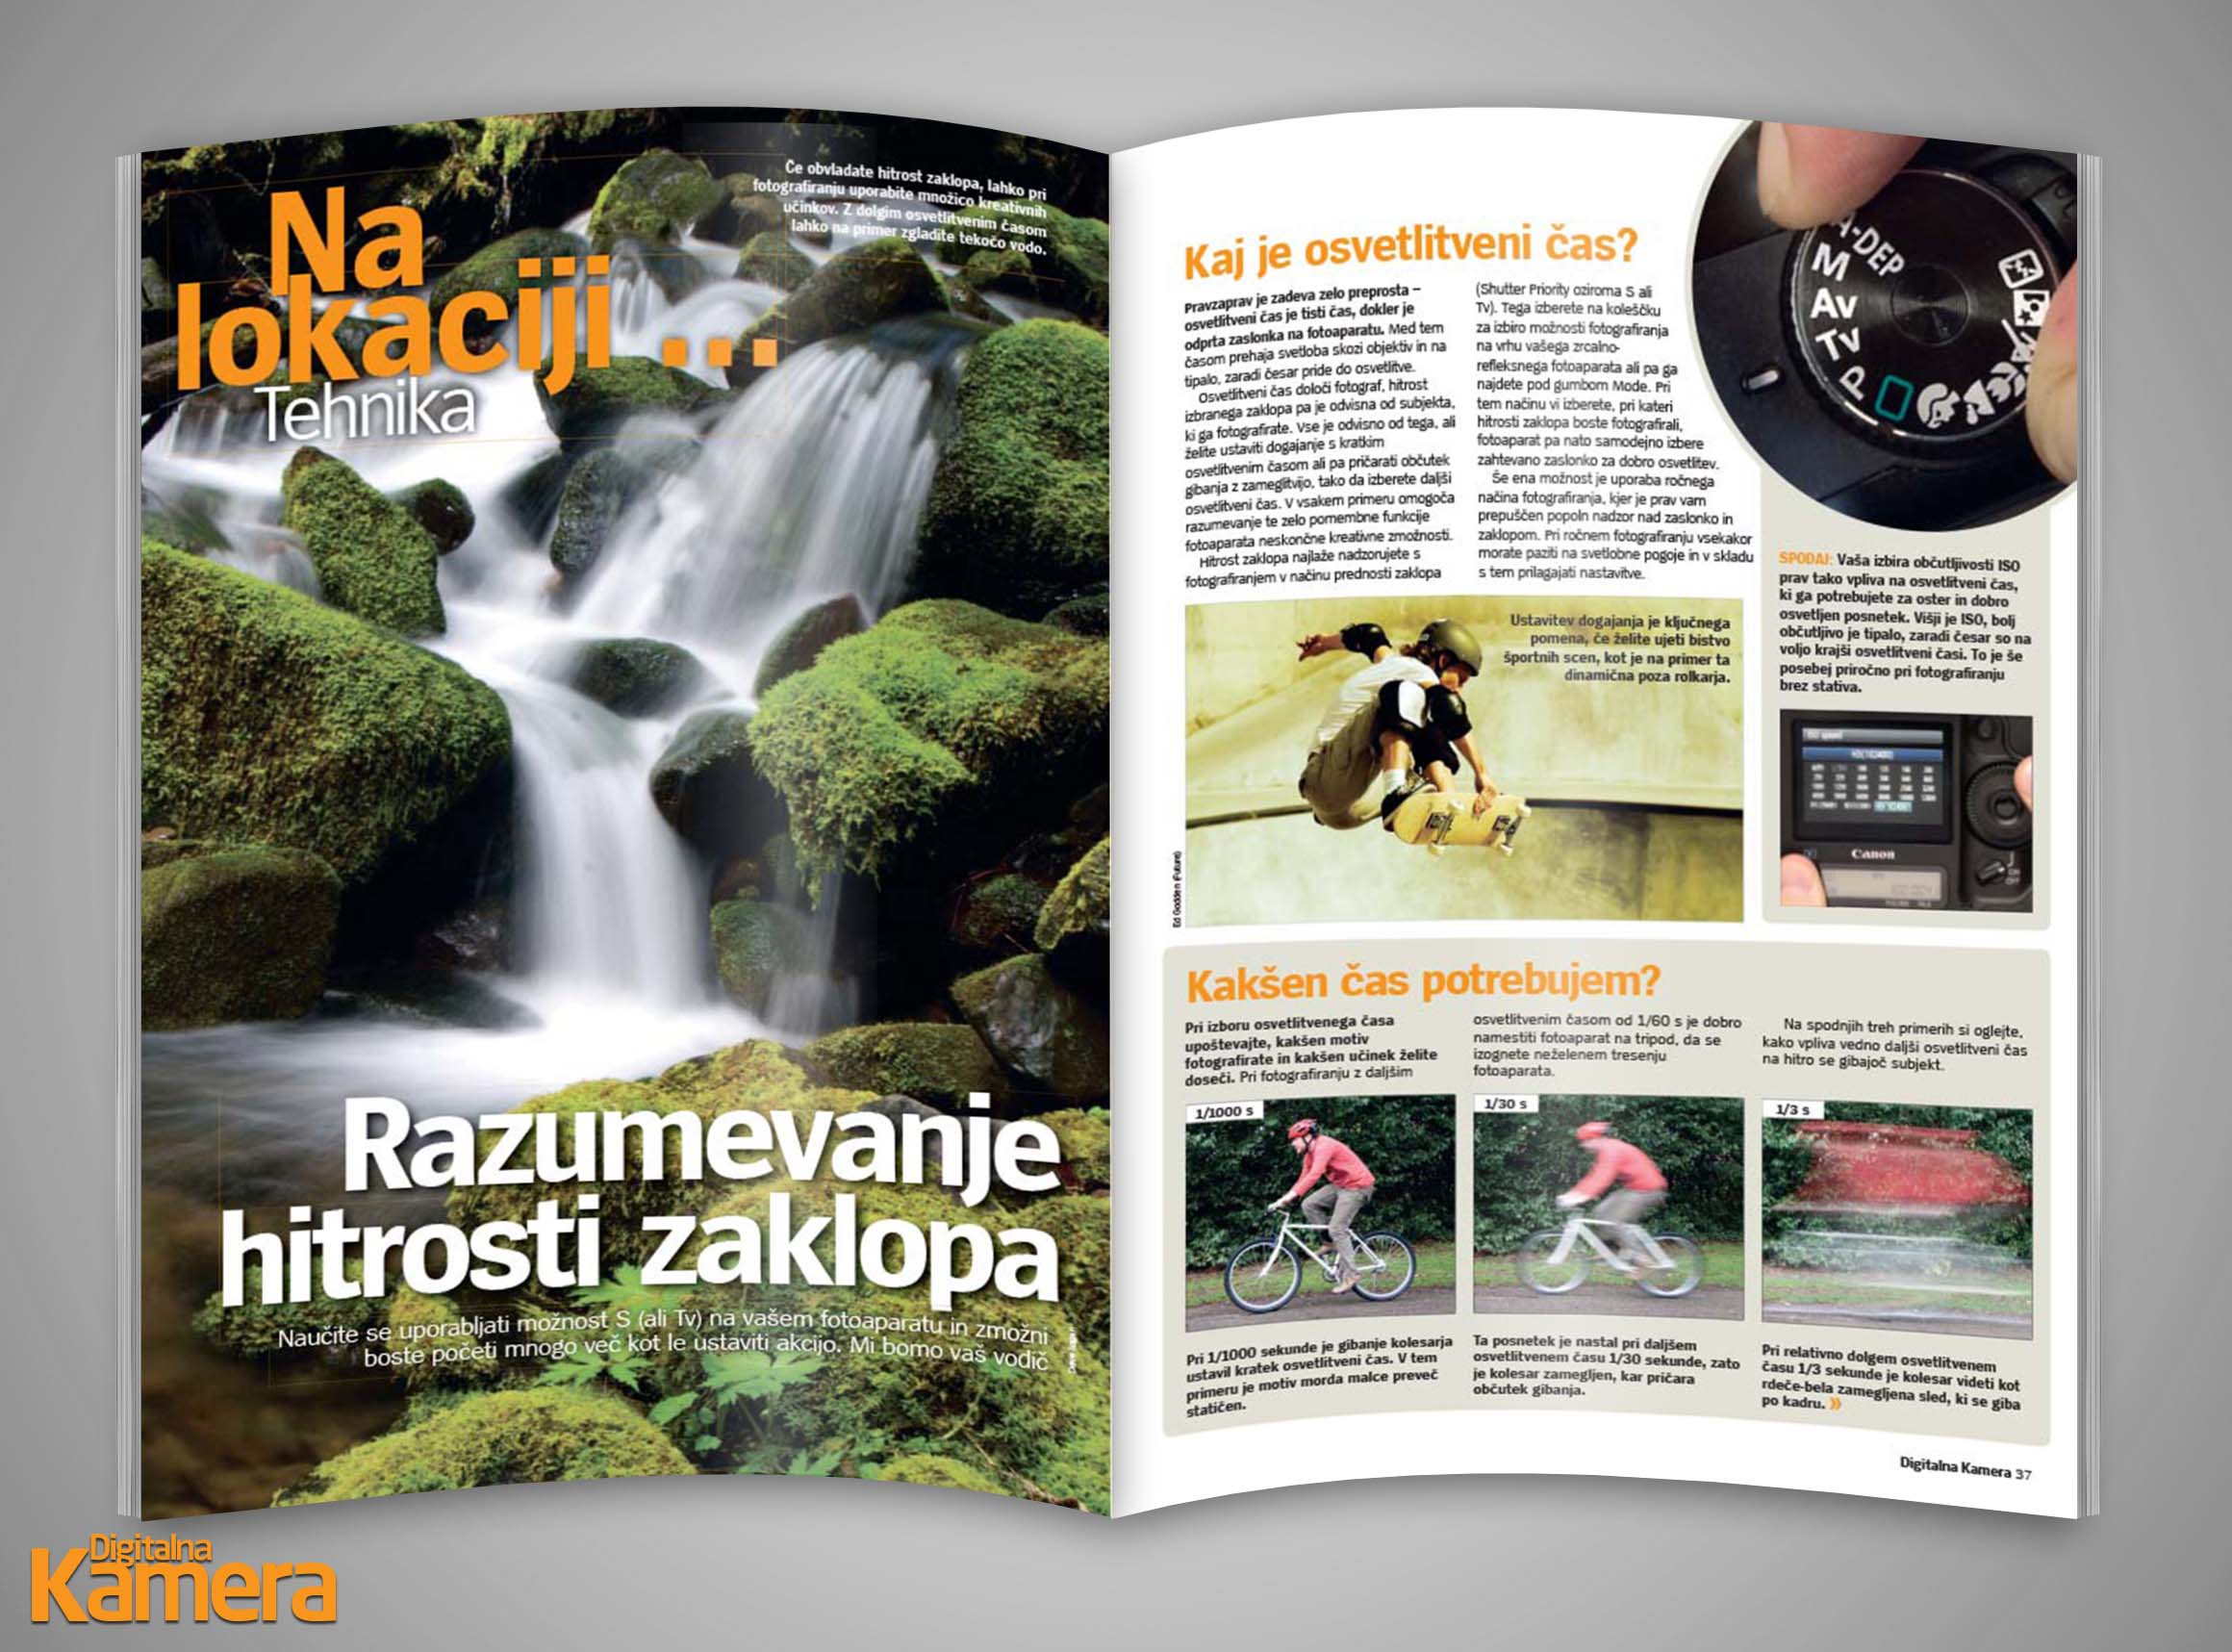 Na
lokaciji ...
Tehnika
Če obvladate hitrost zaklopa, lahko pri
fotografiranju uporabite množico kreativnih
učinkov. Z dolgim osvetlitvenim časom
lahko na primer zgladite tekočo vodo.
Razumevanje
hitrosti zaklopa
Naučite se uporabljati možnost S (ali Tv) na vašem fotoaparatu in zmožni
boste početi mnogo več kot le ustaviti akcijo. Mi bomo vaš vodič
Kaj je osvetlitveni čas?
Pravzaprav je zadeva zelo preprosta –
osvetlitveni čas je tisti čas, dokler je
odprta zaslonka na fotoaparatu. Med tem
časom prehaja svetloba skozi objektiv in na
tipalo, zaradi česar pride do osvetlitve.
Osvetlitveni čas določi fotograf, hitrost
izbranega zaklopa pa je odvisna od subjekta,
ki ga fotografirate. Vse je odvisno od tega, ali
želite ustaviti dogajanje s kratkim
osvetlitvenim časom ali pa pričarati občutek
gibanja z zameglitvijo, tako da izberete daljši
osvetlitveni čas. V vsakem primeru omogoča
razumevanje te zelo pomembne funkcije
fotoaparata neskončne kreativne zmožnosti.
Hitrost zaklopa najlaže nadzorujete s
fotografiranjem v načinu prednosti zaklopa
(Shutter Priority oziroma S ali
Tv). Tega izberete na koleščku
za izbiro možnosti fotografiranja
na vrhu vašega zrcalno-
refleksnega fotoaparata ali pa ga
najdete pod gumbom Mode. Pri
tem načinu vi izberete, pri kateri
hitrosti zaklopa boste fotografirali,
fotoaparat pa nato samodejno izbere
zahtevano zaslonko za dobro osvetlitev.
Še ena možnost je uporaba ročnega
načina fotografiranja, kjer je prav vam
prepuščen popoln nadzor nad zaslonko in
zaklopom. Pri ročnem fotografiranju vsekakor
morate paziti na svetlobne pogoje in v skladu
s tem prilagajati nastavitve.
A-DEP
M
Av
Tv
P
SPODAJ: Vaša izbira občutljivosti ISO
prav tako vpliva na osvetlitveni čas,
ki ga potrebujete za oster in dobro
osvetljen posnetek. Višji je ISO, bolj
občutljivo je tipalo, zaradi česar so na
voljo krajši osvetlitveni časi. To je še
posebej priročno pri fotografiranju
brez stativa.
Ustavitev dogajanja je ključnega
pomena, če želite ujeti bistvo
športnih scen, kot je na primer ta
dinamična poza rolkarja.
Ed Godden (Future)
ISO speed
Canon
Kakšen čas potrebujem?
Pri izboru osvetlitvenega časa
upoštevajte, kakšen motiv
fotografirate in kakšen učinek želite
doseči. Pri fotografiranju z daljšim
osvetlitvenim časom od 1/60 s je dobro
namestiti fotoaparat na tripod, da se
izognete neželenem tresenju
fotoaparata.
Na spodnjih treh primerih si oglejte,
kako vpliva vedno daljši osvetlitveni čas
na hitro se gibajoč subjekt.
1/1000 s
1/30 s
1/3 s
Pri 1/1000 sekunde je gibanje kolesarja
ustavil kratek osvetlitveni čas. V tem
primeru je motiv morda malce preveč
statičen.
Ta posnetek je nastal pri daljšem
osvetlitvenem času 1/30 sekunde, zato
je kolesar zamegljen, kar pričara
občutek gibanja.
Pri relativno dolgem osvetlitvenem
času 1/3 sekunde je kolesar videti kot
rdeče-bela zamegljena sled, ki se giba
po kadru. »
Digitalna Kamera 37
Digitalna
Kamera